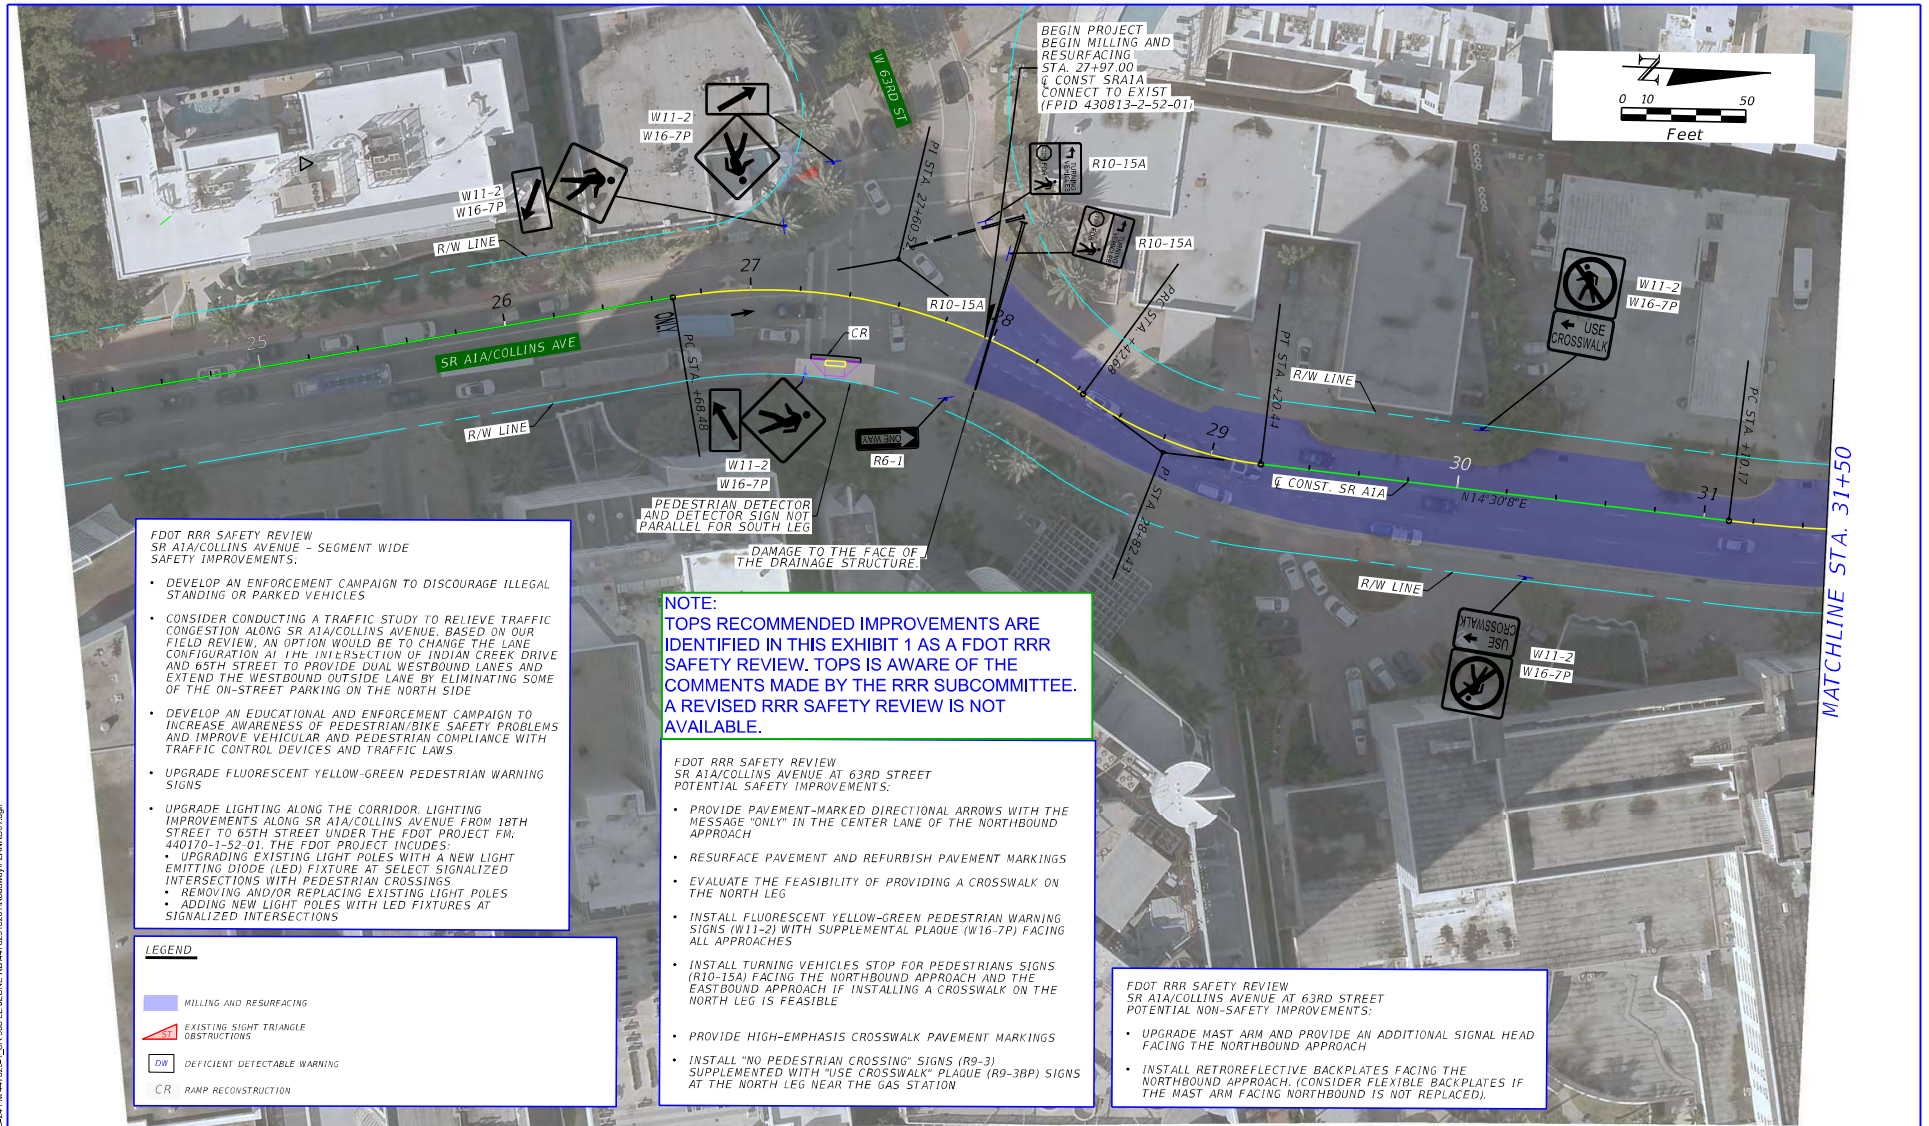 BEGIN PROJECT
BEGIN MILLING AND
RESURFACING
STA. 27+97.00
℄ CONST SRA1A
CONNECT TO EXIST
(FPID 430813-2-52-01)
N
0 10 50
Feet
W 63RD ST
W11-2
W16-7P
W11-2
W16-7P
R/W LINE
PI STA. 27+60.52
TURNING VEHICLES
FOR
R10-15A
TURNING VEHICLES
FOR
R10-15A
R10-15A
25
26
27
28
29
30
31
SR A1A/COLLINS AVE
ONLY
PC STA. +68.48
CR
PRC STA. +42.68
PT STA. +20.44
R/W LINE
W11-2
W16-7P
USE
CROSSWALK
PC STA. +10.17
R/W LINE
W11-2
W16-7P
ONE WAY
R6-1
PEDESTRIAN DETECTOR
AND DETECTOR SIGN NOT
PARALLEL FOR SOUTH LEG
DAMAGE TO THE FACE OF
THE DRAINAGE STRUCTURE.
PI STA. 28+82.43
℄ CONST. SR A1A
N14°30'8"E
R/W LINE
USE
CROSSWALK
W11-2
W16-7P
MATCHLINE STA. 31+50
FDOT RRR SAFETY REVIEW
SR A1A/COLLINS AVENUE - SEGMENT WIDE
SAFETY IMPROVEMENTS:
• DEVELOP AN ENFORCEMENT CAMPAIGN TO DISCOURAGE ILLEGAL
STANDING OR PARKED VEHICLES
• CONSIDER CONDUCTING A TRAFFIC STUDY TO RELIEVE TRAFFIC
CONGESTION ALONG SR A1A/COLLINS AVENUE. BASED ON OUR
FIELD REVIEW, AN OPTION WOULD BE TO CHANGE THE LANE
CONFIGURATION AT THE INTERSECTION OF INDIAN CREEK DRIVE
AND 65TH STREET TO PROVIDE DUAL WESTBOUND LANES AND
EXTEND THE WESTBOUND OUTSIDE LANE BY ELIMINATING SOME
OF THE ON-STREET PARKING ON THE NORTH SIDE
• DEVELOP AN EDUCATIONAL AND ENFORCEMENT CAMPAIGN TO
INCREASE AWARENESS OF PEDESTRIAN/BIKE SAFETY PROBLEMS
AND IMPROVE VEHICULAR AND PEDESTRIAN COMPLIANCE WITH
TRAFFIC CONTROL DEVICES AND TRAFFIC LAWS
• UPGRADE FLUORESCENT YELLOW-GREEN PEDESTRIAN WARNING
SIGNS
• UPGRADE LIGHTING ALONG THE CORRIDOR. LIGHTING
IMPROVEMENTS ALONG SR A1A/COLLINS AVENUE FROM 18TH
STREET TO 65TH STREET UNDER THE FDOT PROJECT FM:
440170-1-52-01. THE FDOT PROJECT INCUDES:
• UPGRADING EXISTING LIGHT POLES WITH A NEW LIGHT
EMITTING DIODE (LED) FIXTURE AT SELECT SIGNALIZED
INTERSECTIONS WITH PEDESTRIAN CROSSINGS
• REMOVING AND/OR REPLACING EXISTING LIGHT POLES
• ADDING NEW LIGHT POLES WITH LED FIXTURES AT
SIGNALIZED INTERSECTIONS
NOTE:
TOPS RECOMMENDED IMPROVEMENTS ARE
IDENTIFIED IN THIS EXHIBIT 1 AS A FDOT RRR
SAFETY REVIEW. TOPS IS AWARE OF THE
COMMENTS MADE BY THE RRR SUBCOMMITTEE.
A REVISED RRR SAFETY REVIEW IS NOT
AVAILABLE.
FDOT RRR SAFETY REVIEW
SR A1A/COLLINS AVENUE AT 63RD STREET
POTENTIAL SAFETY IMPROVEMENTS:
• PROVIDE PAVEMENT-MARKED DIRECTIONAL ARROWS WITH THE
MESSAGE "ONLY" IN THE CENTER LANE OF THE NORTHBOUND
APPROACH
• RESURFACE PAVEMENT AND REFURBISH PAVEMENT MARKINGS
• EVALUATE THE FEASIBILITY OF PROVIDING A CROSSWALK ON
THE NORTH LEG
• INSTALL FLUORESCENT YELLOW-GREEN PEDESTRIAN WARNING
SIGNS (W11-2) WITH SUPPLEMENTAL PLAQUE (W16-7P) FACING
ALL APPROACHES
• INSTALL TURNING VEHICLES STOP FOR PEDESTRIANS SIGNS
(R10-15A) FACING THE NORTHBOUND APPROACH AND THE
EASTBOUND APPROACH IF INSTALLING A CROSSWALK ON THE
NORTH LEG IS FEASIBLE
• PROVIDE HIGH-EMPHASIS CROSSWALK PAVEMENT MARKINGS
• INSTALL "NO PEDESTRIAN CROSSING" SIGNS (R9-3)
SUPPLEMENTED WITH "USE CROSSWALK" PLAQUE (R9-3BP) SIGNS
AT THE NORTH LEG NEAR THE GAS STATION
FDOT RRR SAFETY REVIEW
SR A1A/COLLINS AVENUE AT 63RD STREET
POTENTIAL NON-SAFETY IMPROVEMENTS:
• UPGRADE MAST ARM AND PROVIDE AN ADDITIONAL SIGNAL HEAD
FACING THE NORTHBOUND APPROACH
• INSTALL RETROREFLECTIVE BACKPLATES FACING THE
NORTHBOUND APPROACH. (CONSIDER FLEXIBLE BACKPLATES IF
THE MAST ARM FACING NORTHBOUND IS NOT REPLACED).
LEGEND
MILLING AND RESURFACING
ST EXISTING SIGHT TRIANGLE
OBSTRUCTIONS
DW DEFICIENT DETECTABLE WARNING
CR RAMP RECONSTRUCTION